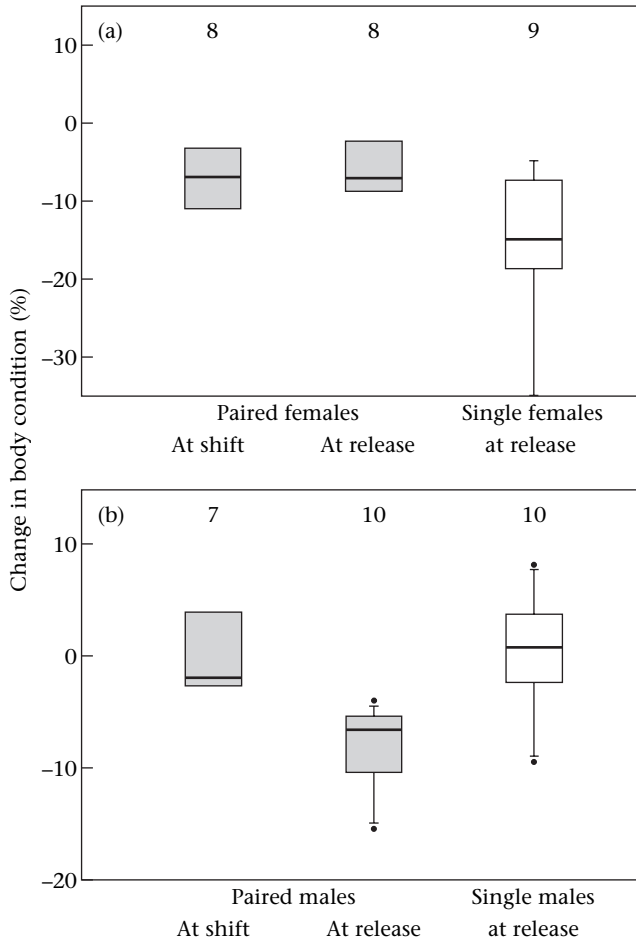 Change in body condition (%)
(a) 8 8 9
10
0
−10
−20
−30
Paired females Single females
At shift At release at release
(b) 7 10 10
10
0
−10
−20
Paired males Single males
At shift At release at release